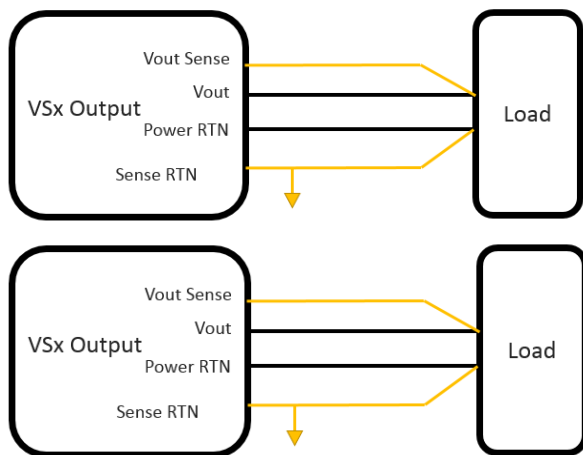 Vout Sense
Vout
VSx Output
Load
Power RTN
Sense RTN
Vout Sense
Vout
VSx Output
Load
Power RTN
Sense RTN